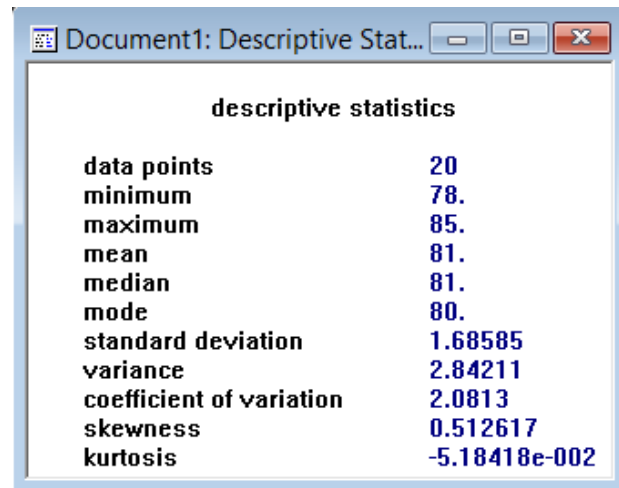 Document1: Descriptive Stat...
descriptive statistics
data points 20
minimum 78.
maximum 85.
mean 81.
median 81.
mode 80.
standard deviation 1.68585
variance 2.84211
coefficient of variation 2.0813
skewness 0.512617
kurtosis -5.18418e-002